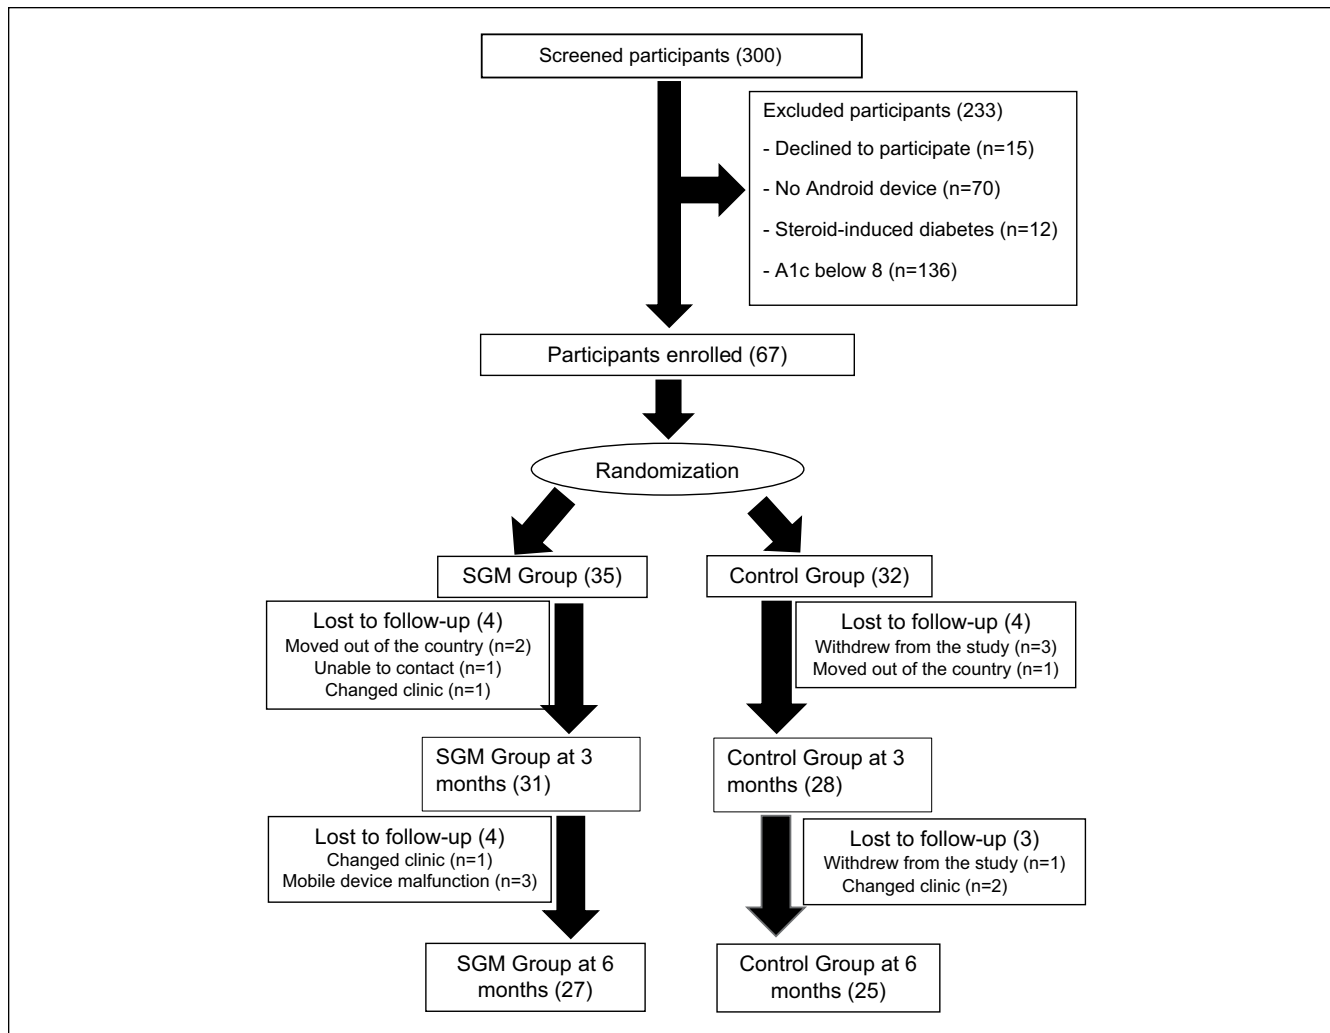 Screened participants (300)
Excluded participants (233)
- Declined to participate (n=15)
- No Android device (n=70)
- Steroid-induced diabetes (n=12)
- A1c below 8 (n=136)
Participants enrolled (67)
Randomization
SGM Group (35)
Control Group (32)
Lost to follow-up (4)
Moved out of the country (n=2)
Unable to contact (n=1)
Changed clinic (n=1)
Lost to follow-up (4)
Withdrew from the study (n=3)
Moved out of the country (n=1)
SGM Group at 3
months (31)
Control Group at 3
months (28)
Lost to follow-up (4)
Changed clinic (n=1)
Mobile device malfunction (n=3)
Lost to follow-up (3)
Withdrew from the study (n=1)
Changed clinic (n=2)
SGM Group at 6
months (27)
Control Group at 6
months (25)